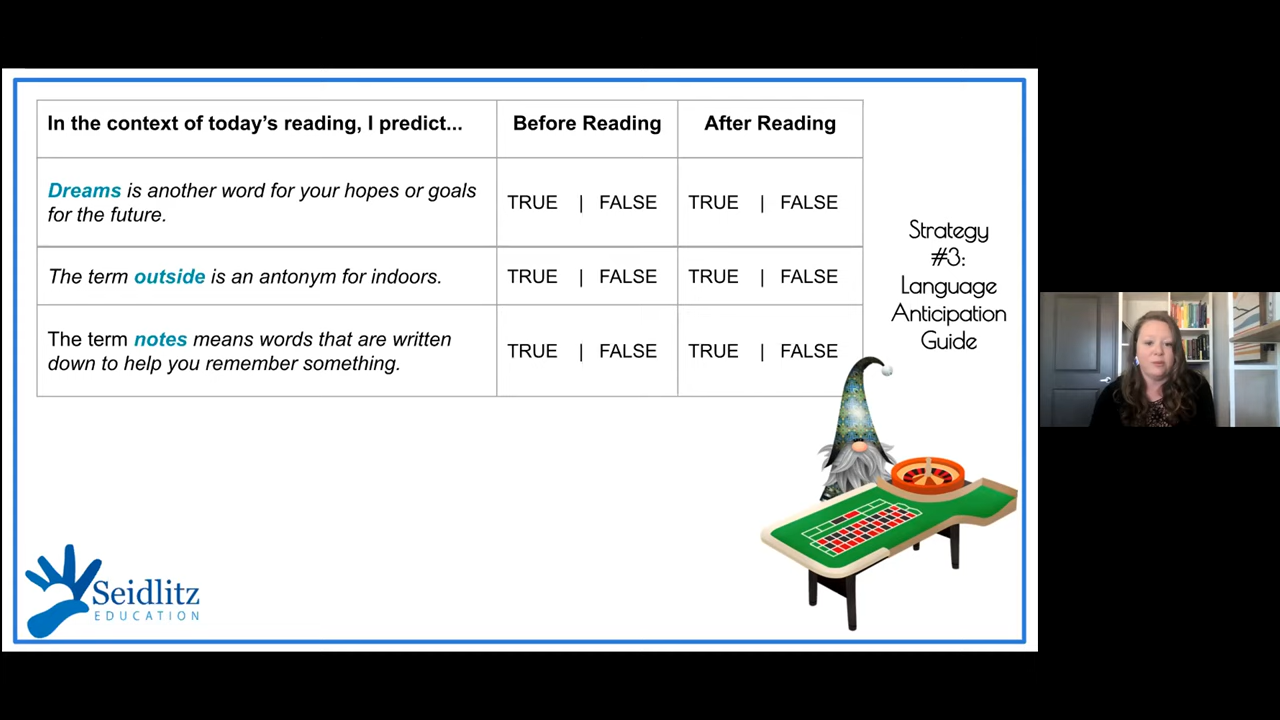 In the context of today's reading, I predict...
Before Reading
After Reading
Dreams is another word for your hopes or goals
for the future.
TRUE | FALSE
TRUE | FALSE
The term outside is an antonym for indoors.
TRUE | FALSE
TRUE | FALSE
The term notes means words that are written
down to help you remember something.
TRUE | FALSE
TRUE | FALSE
Strategy
#3:
Language
Anticipation
Guide
Seidlitz
EDUCATION